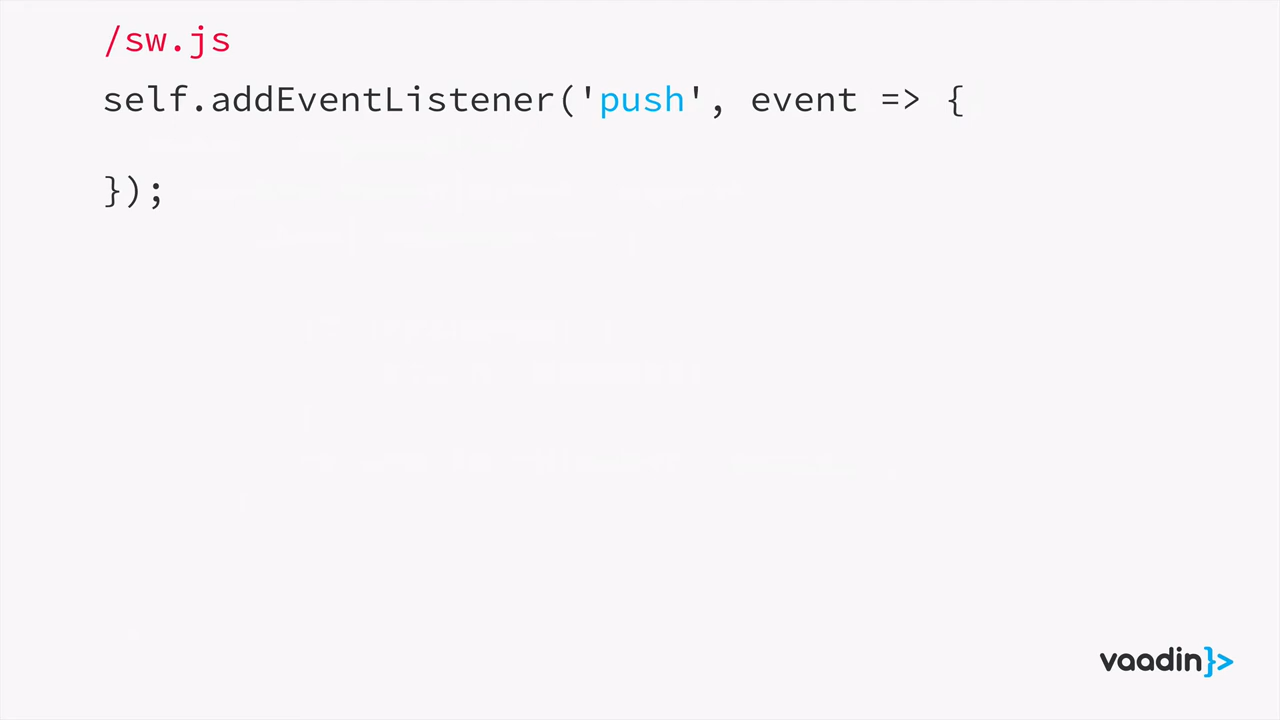 /sw.js
self.addEventListener('push', event => {
});
vaadin}>